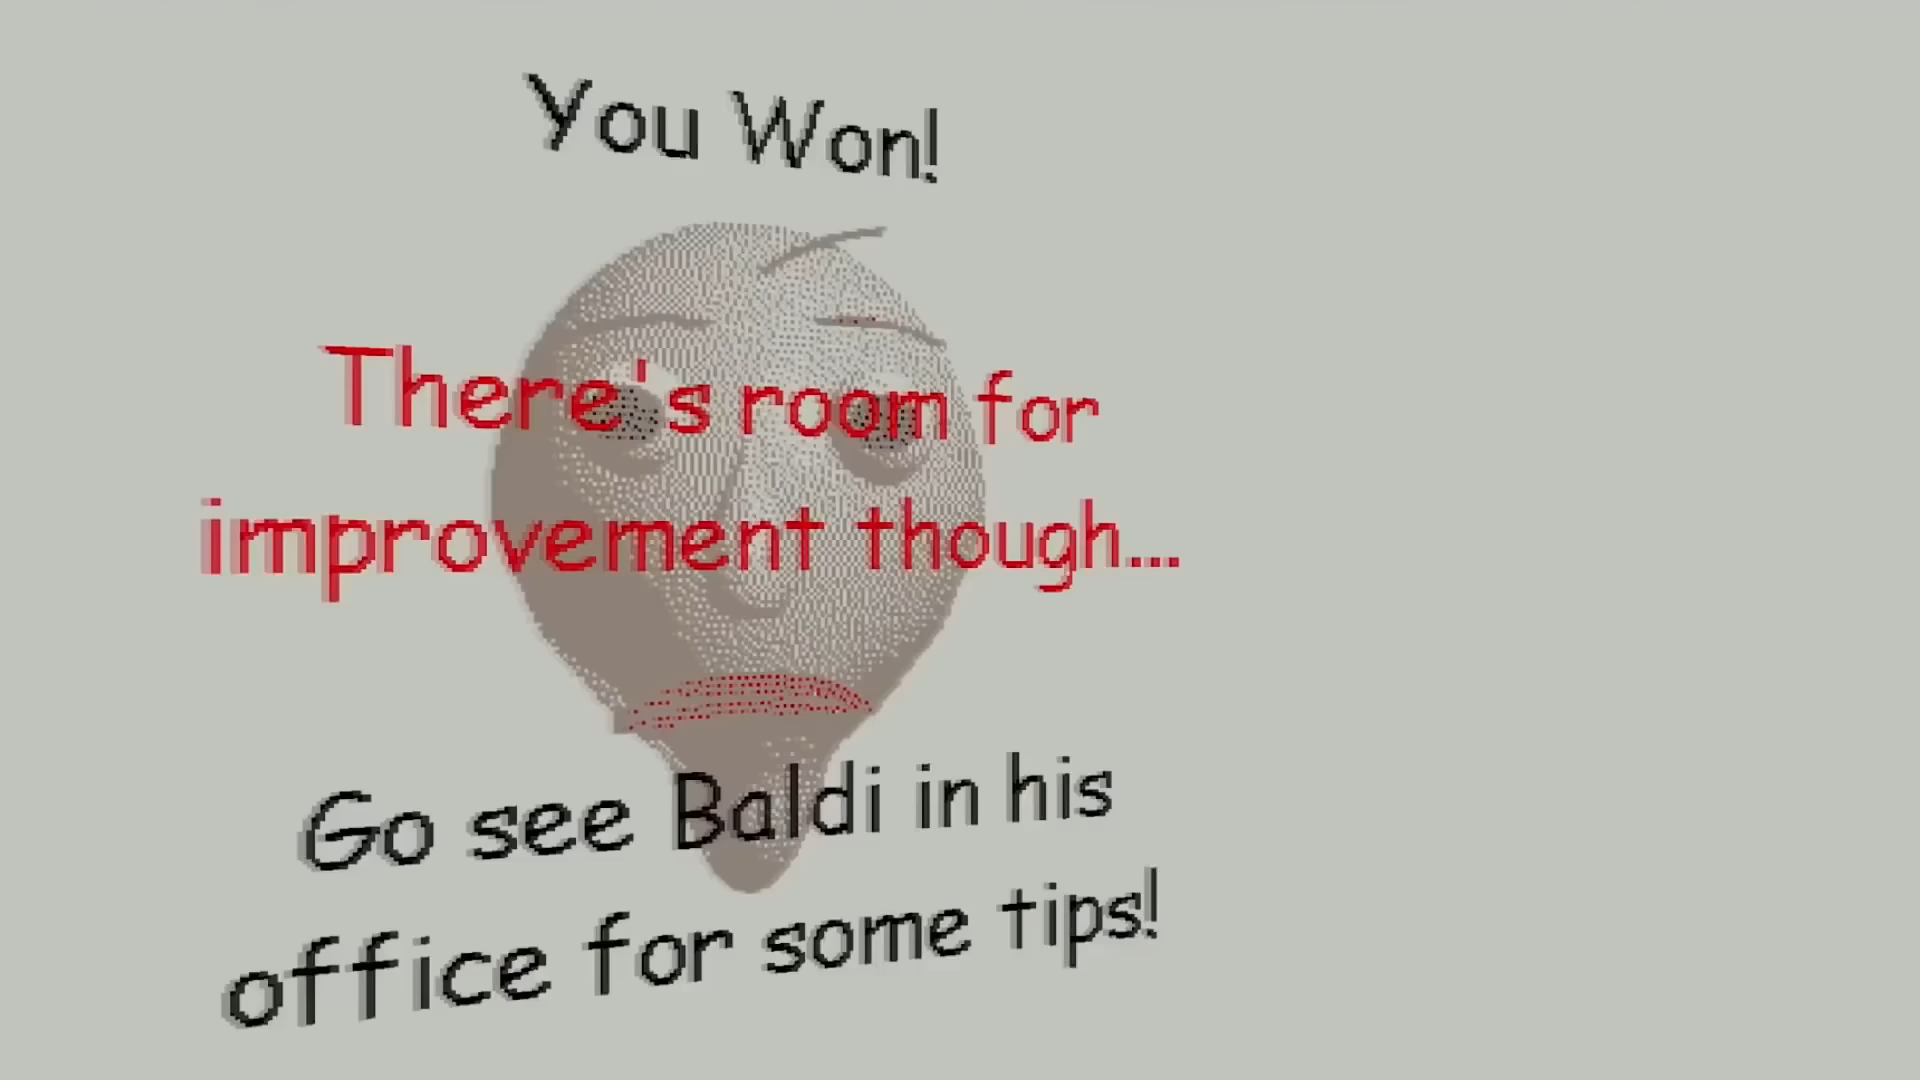 You Won!
There's room for
improvement though...
Go see Baldi in his
office for some tips!